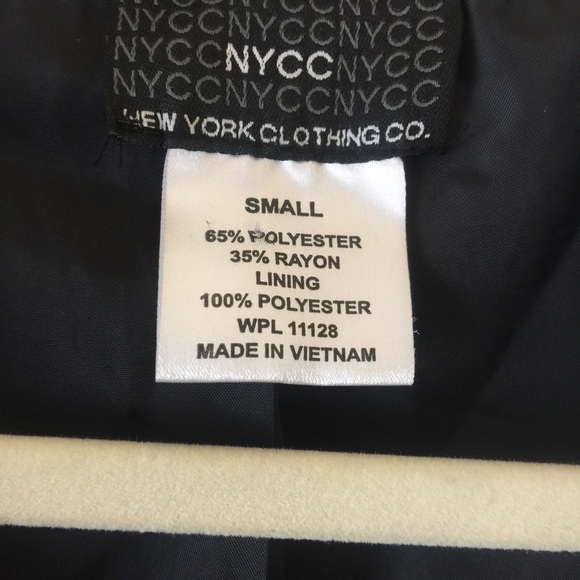 NYCCNYCCNYCC
NYCCNYCCNYCC
NYCCNYCCNYCC
NEW YORK CLOTHING CO.
SMALL
65% POLYESTER
35% RAYON
LINING
100% POLYESTER
WPL 11128
MADE IN VIETNAM